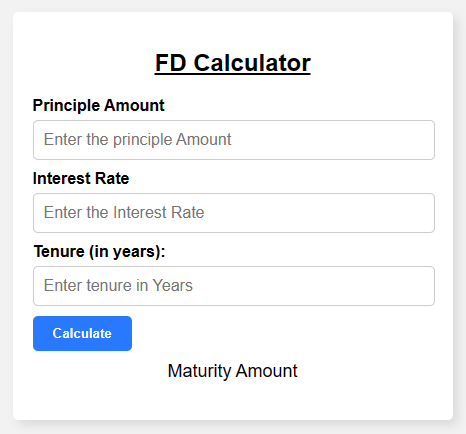 FD Calculator
Principle Amount
Enter the principle Amount
Interest Rate
Enter the Interest Rate
Tenure (in years):
Enter tenure in Years
Calculate
Maturity Amount